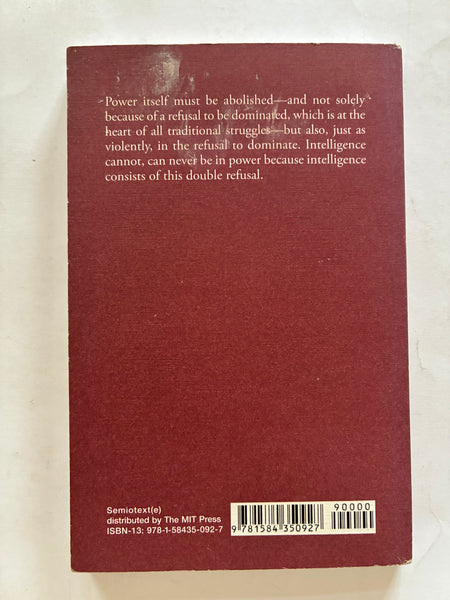 Power itself must be abolished—and not solely
because of a refusal to be dominated, which is at the
heart of all traditional struggles—but also, just as
violently, in the refusal to dominate. Intelligence
cannot, can never be in power because intelligence
consists of this double refusal.
90000
Semiotext(e)
distributed by The MIT Press
ISBN-13: 978-1-58435-092-7
9 781584 350927